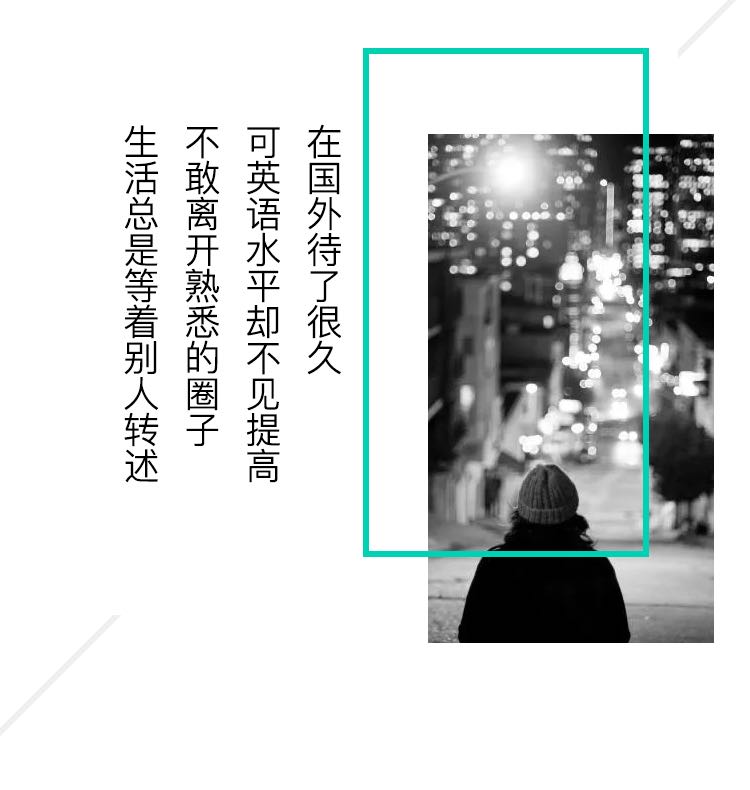 在国外待了很久
可英语水平却不见提高
不敢离开熟悉的圈子
生活总是等着别人转述